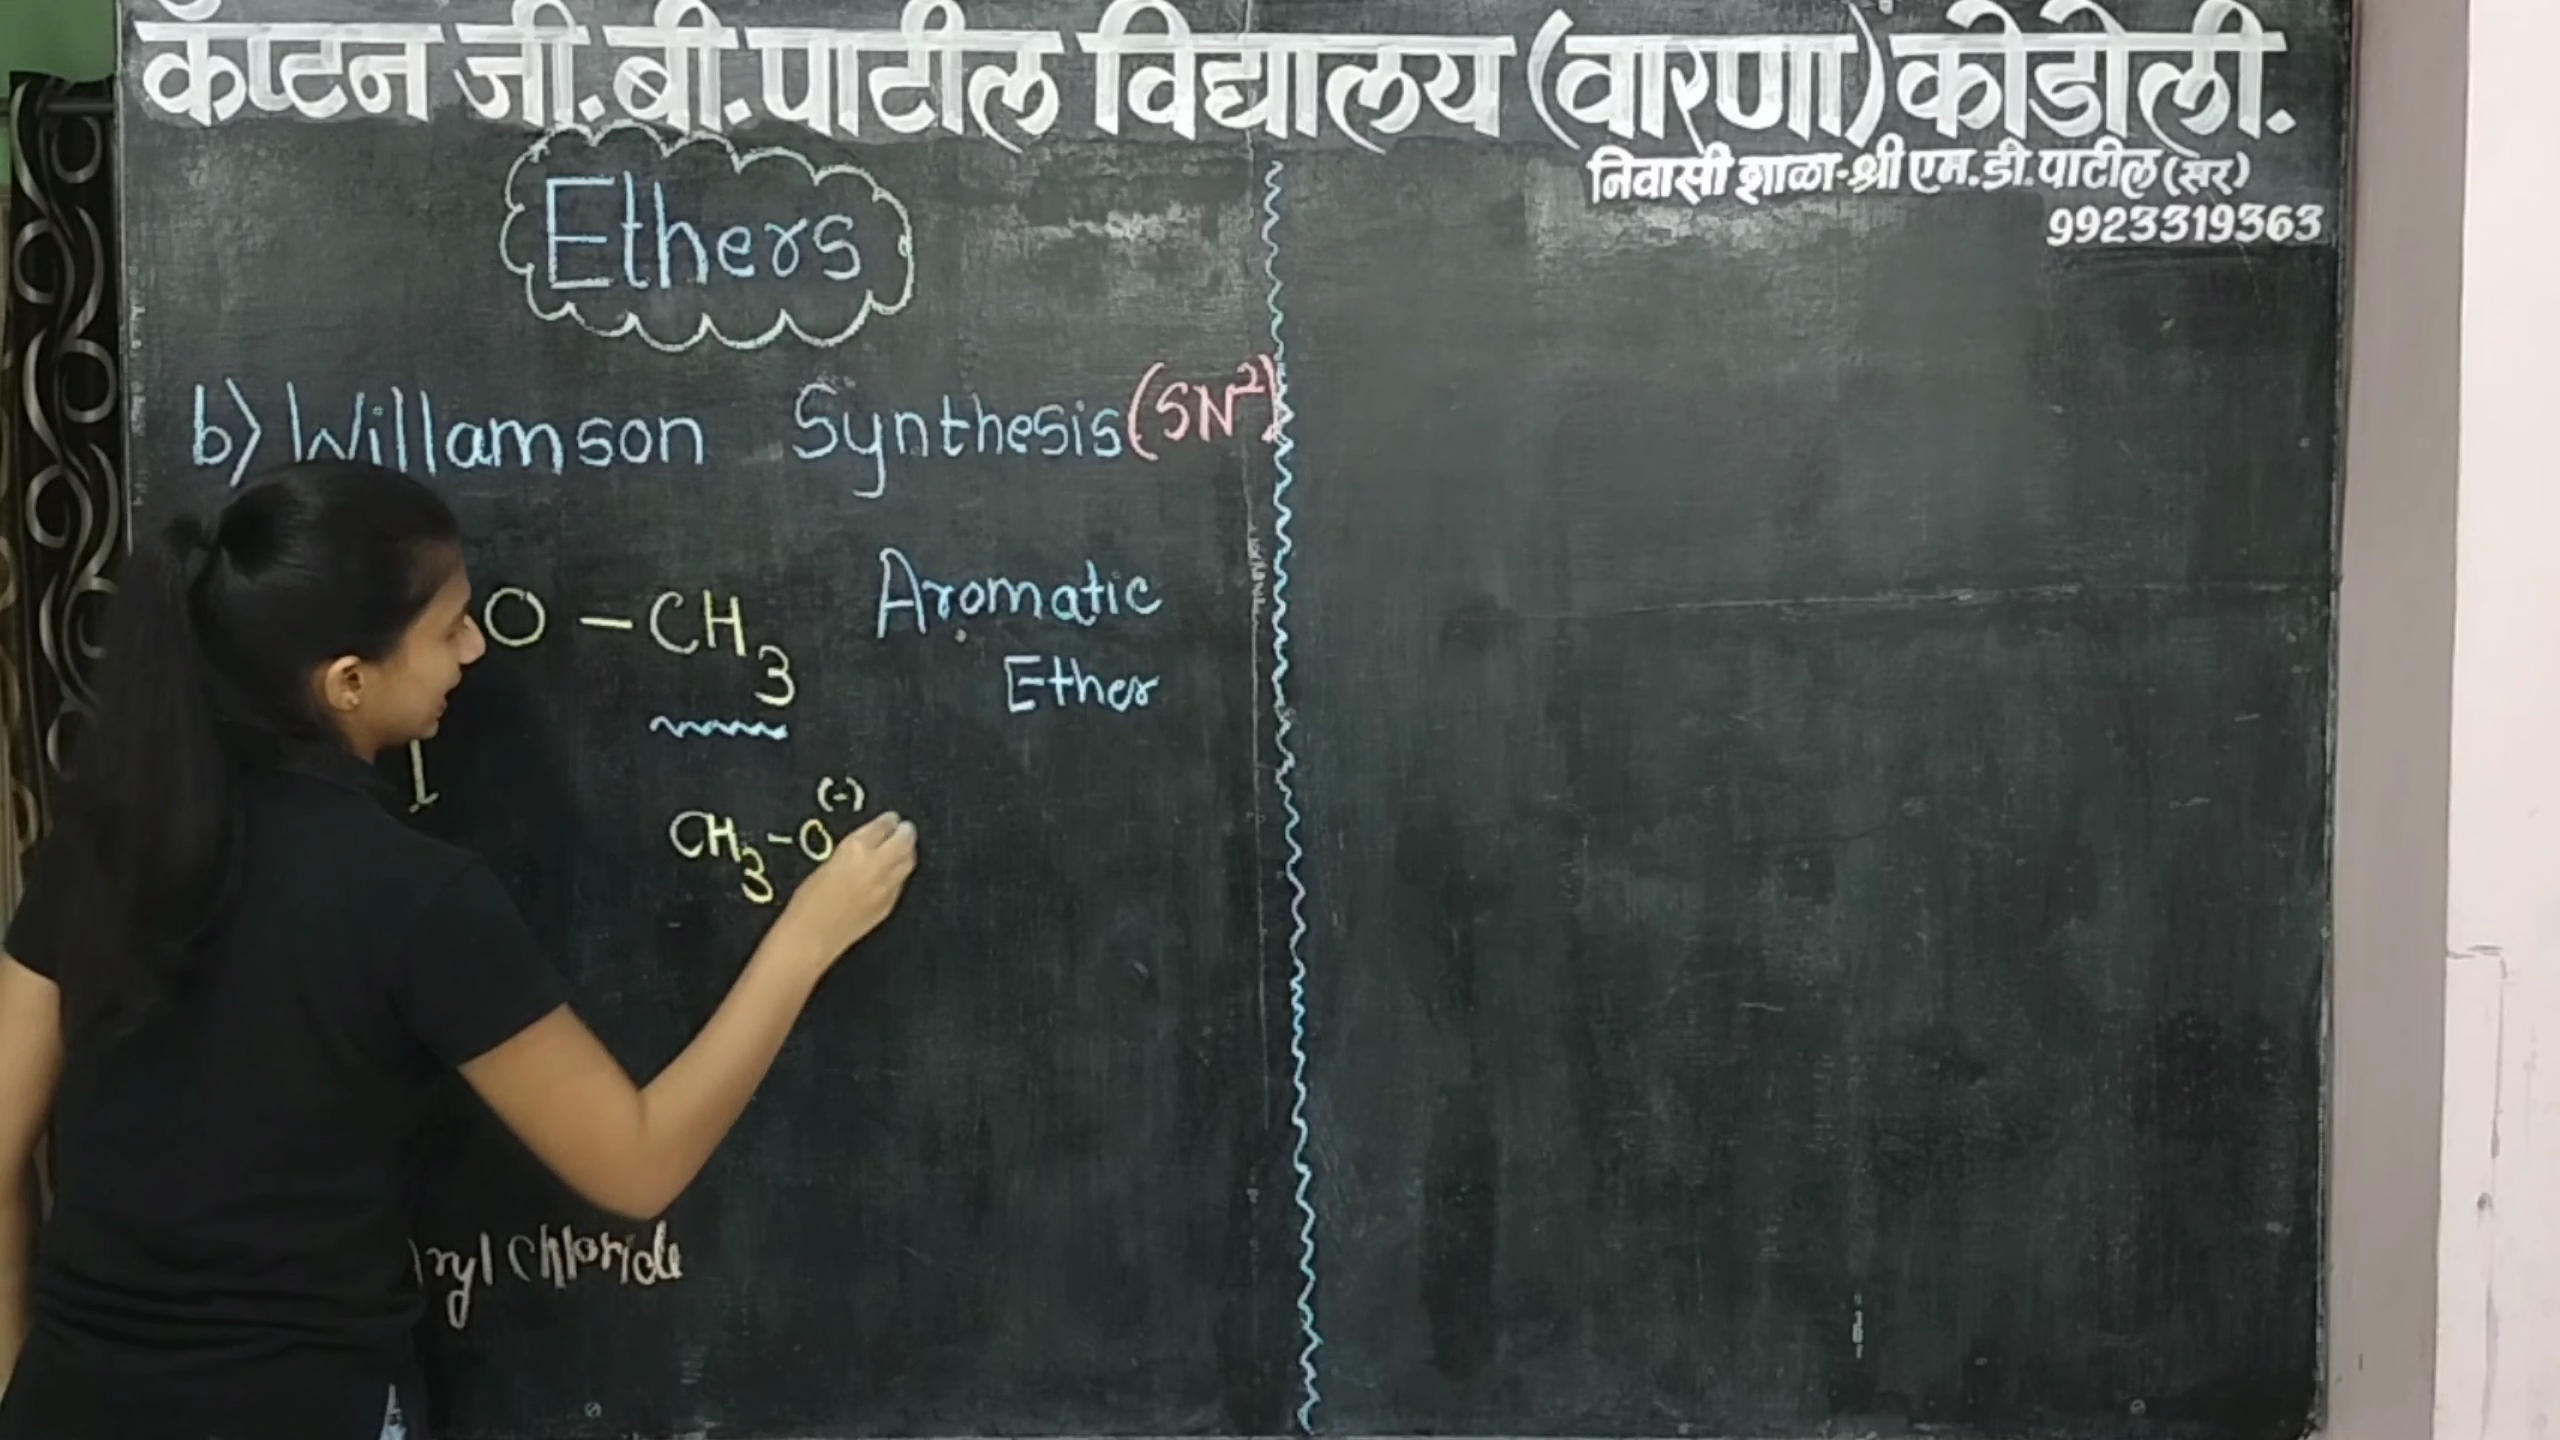 कॅप्टन जी.बी.पाटील विद्यालय (वारणा) कोडोली.
निवासी शाळा-श्री एम.डी.पाटील (सर)
9923319363
Ethers
b) Willamson Synthesis (SN²)
O – CH₃ Aromatic
Ether
CH₃-O⁽⁻⁾
ryl chloride